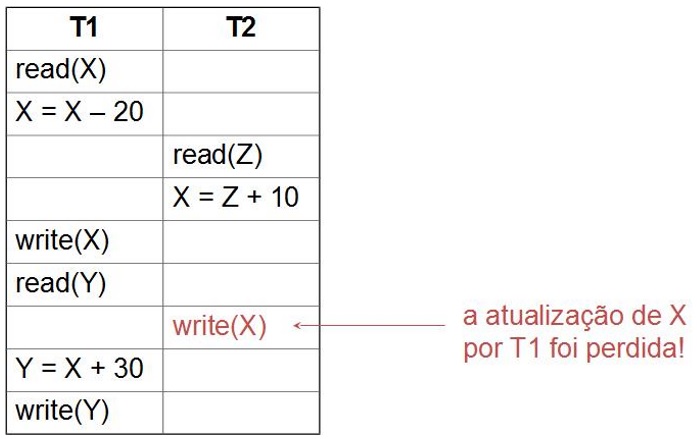 T1 T2
read(X)
X = X – 20
read(Z)
X = Z + 10
write(X)
read(Y)
write(X)
a atualização de X
por T1 foi perdida!
Y = X + 30
write(Y)